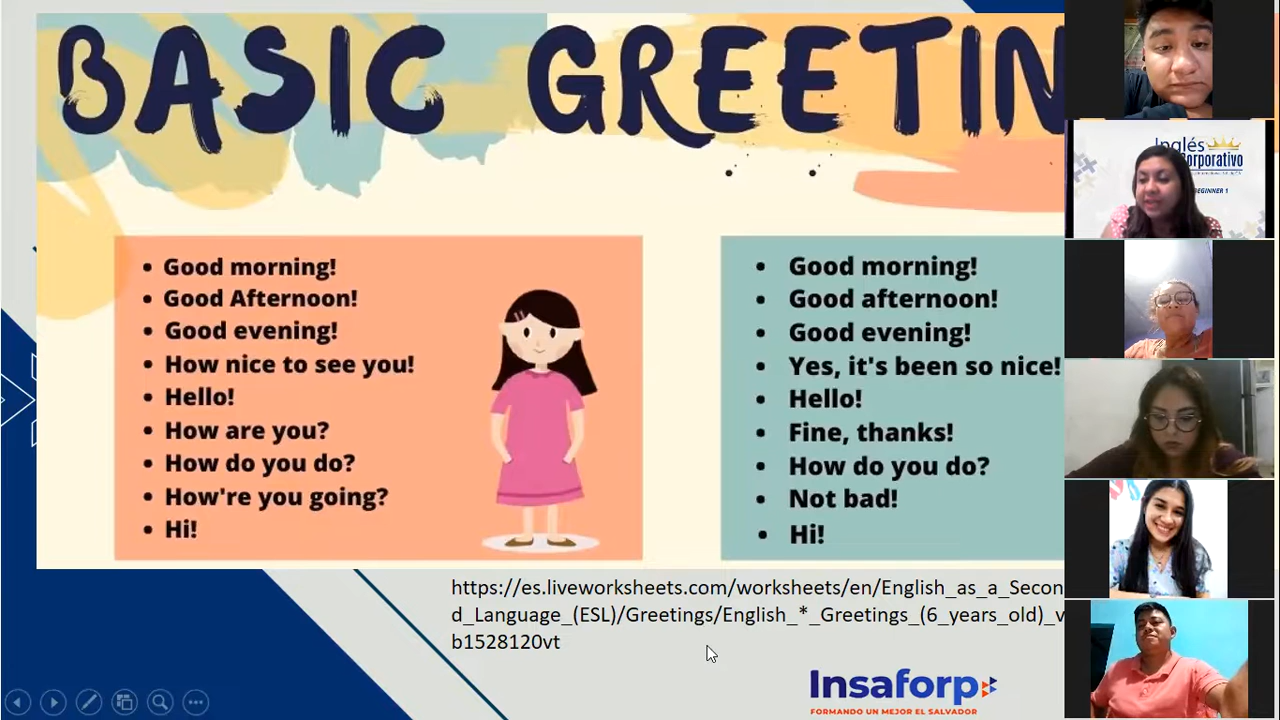 BASIC GREETIN
Good morning!
Good Afternoon!
Good evening!
How nice to see you!
Hello!
How are you?
How do you do?
How're you going?
Hi!
Good morning!
Good afternoon!
Good evening!
Yes, it's been so nice!
Hello!
Fine, thanks!
How do you do?
Not bad!
Hi!
https://es.liveworksheets.com/worksheets/en/English_as_a_Secon
d_Language_(ESL)/Greetings/English_*_Greetings_(6_years_old)_v
b1528120vt
Insaforp
FORMANDO UN MEJOR EL SALVADOR
Inglés
Corporativo
BEGINNER 1